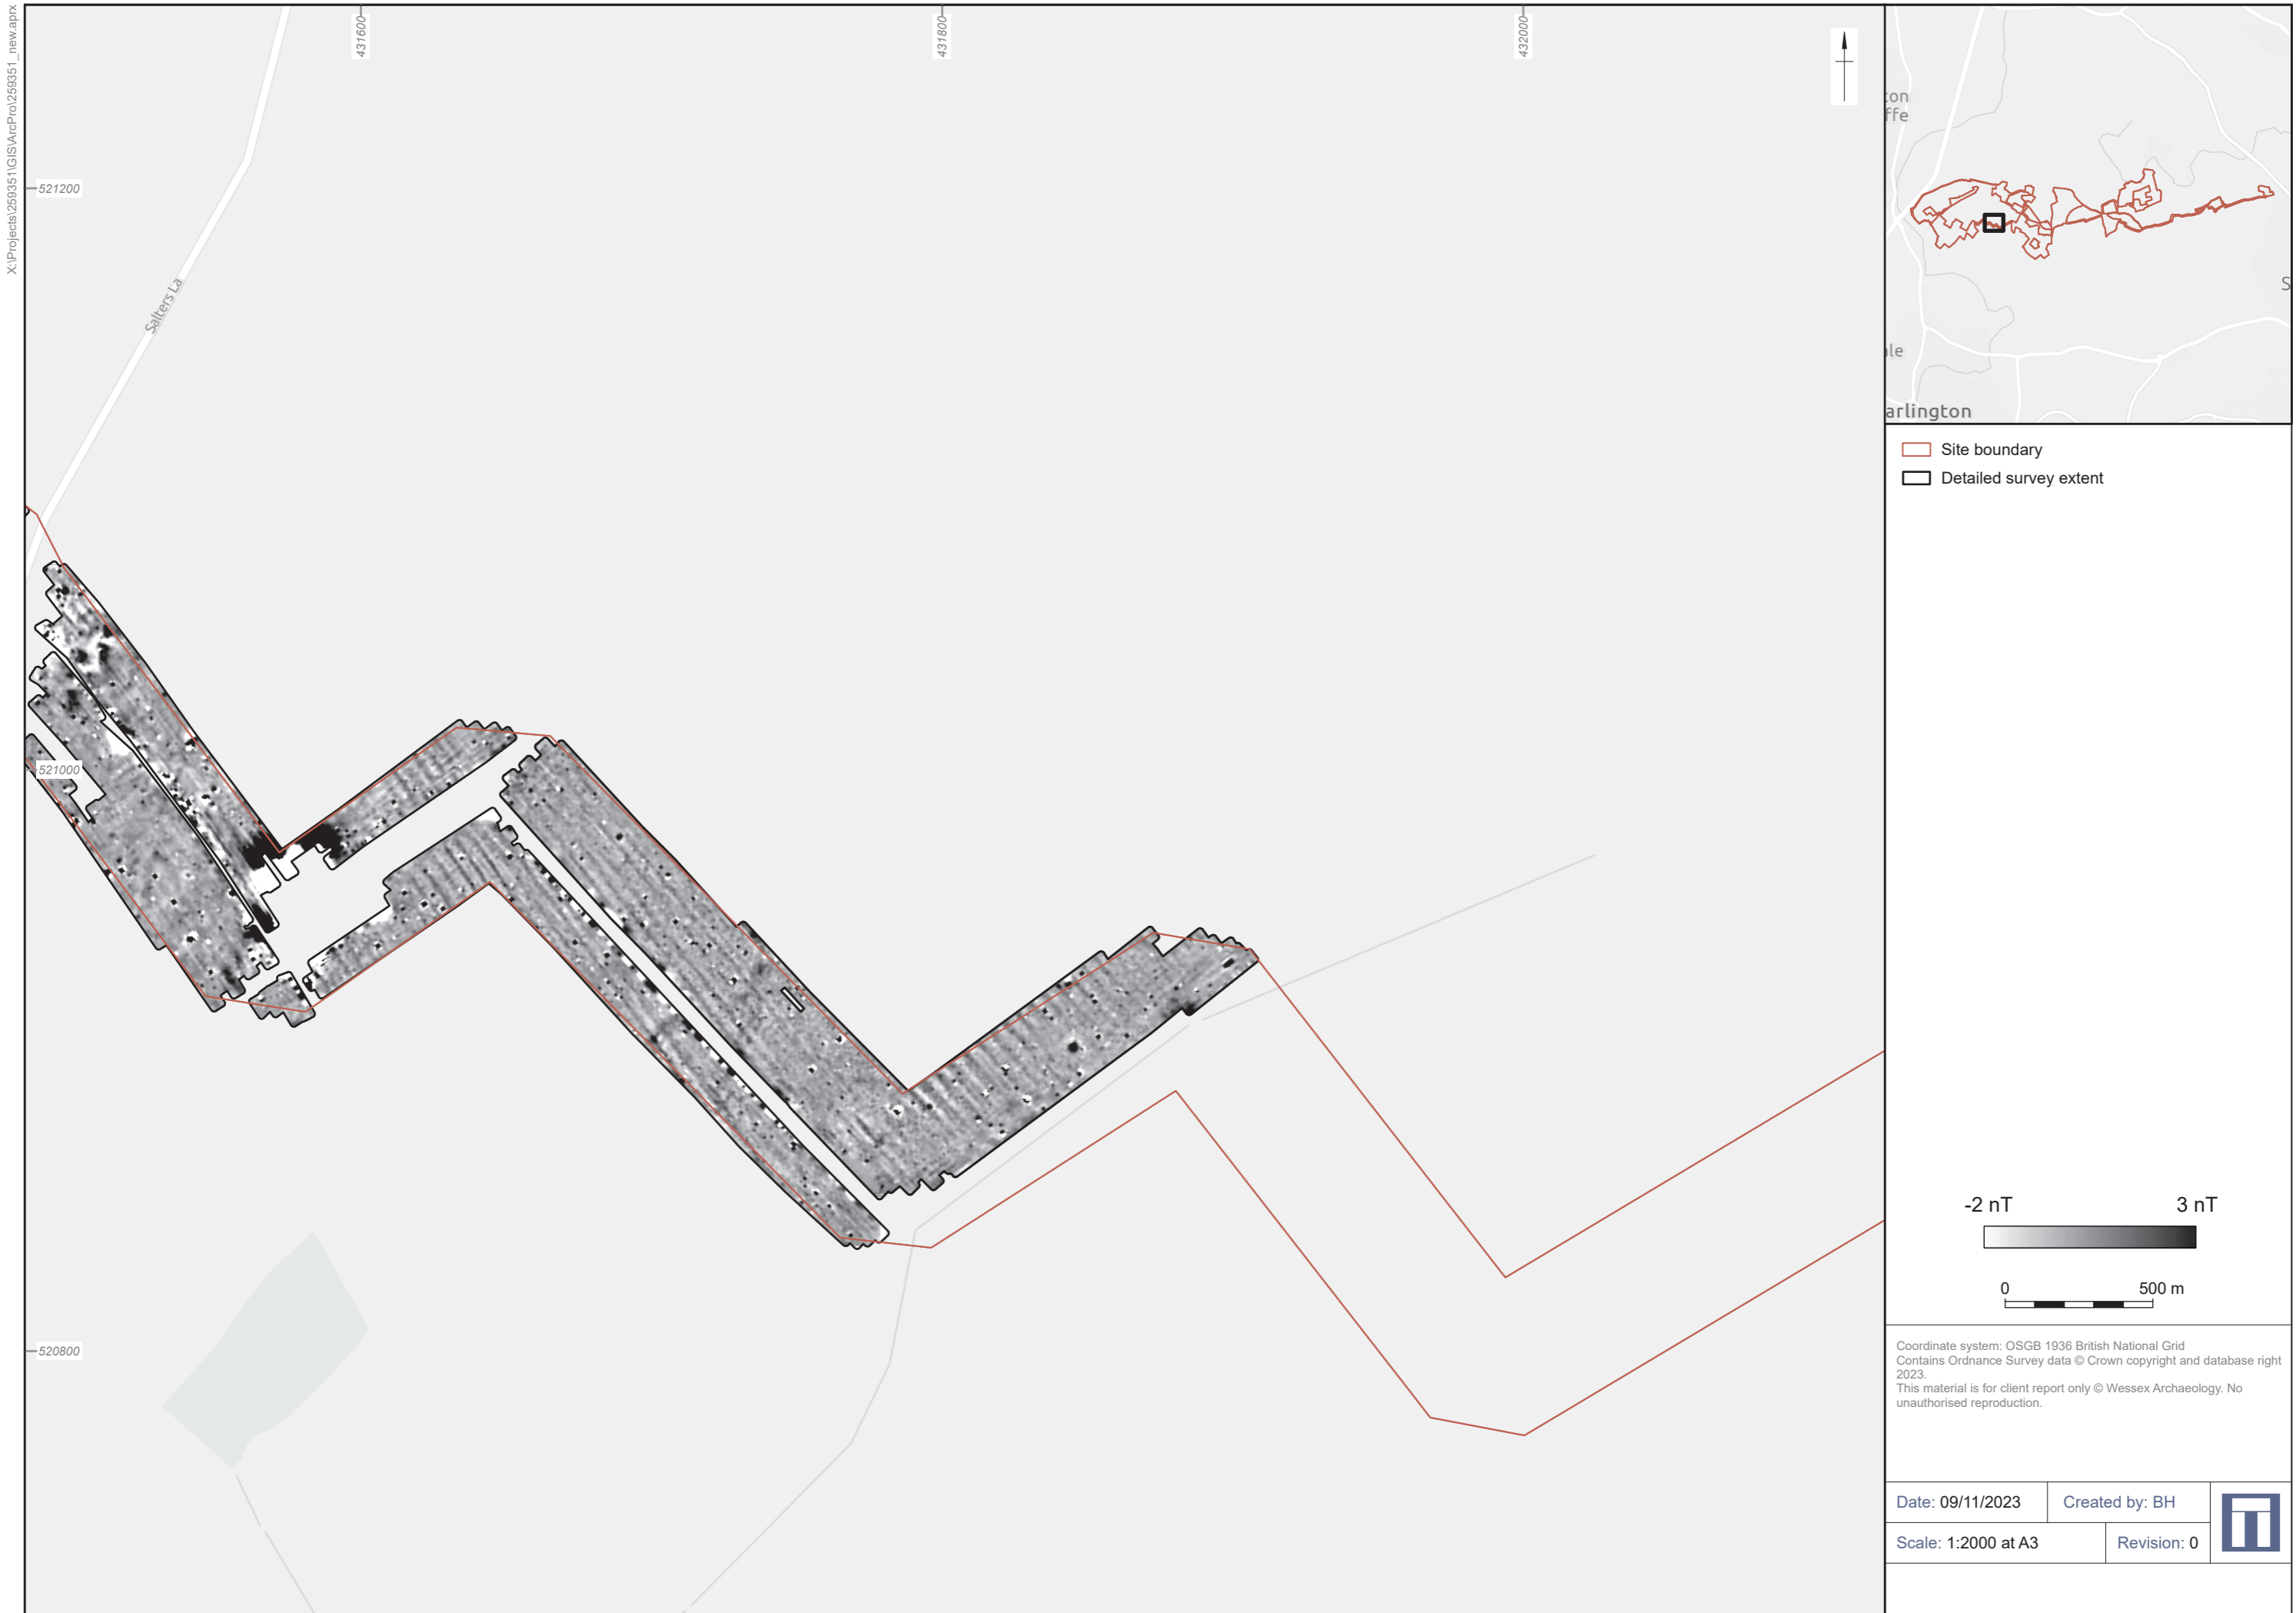 X:\Projects\259351\GIS\ArcPro\259351_new.aprx
431600
431800
432000
521200
521000
520800
Salters La
ton
ffe
le
arlington
S
Site boundary
Detailed survey extent
-2 nT
3 nT
0
500 m
Coordinate system: OSGB 1936 British National Grid
Contains Ordnance Survey data © Crown copyright and database right
2023.
This material is for client report only © Wessex Archaeology. No
unauthorised reproduction.
Date: 09/11/2023
Created by: BH
Scale: 1:2000 at A3
Revision: 0